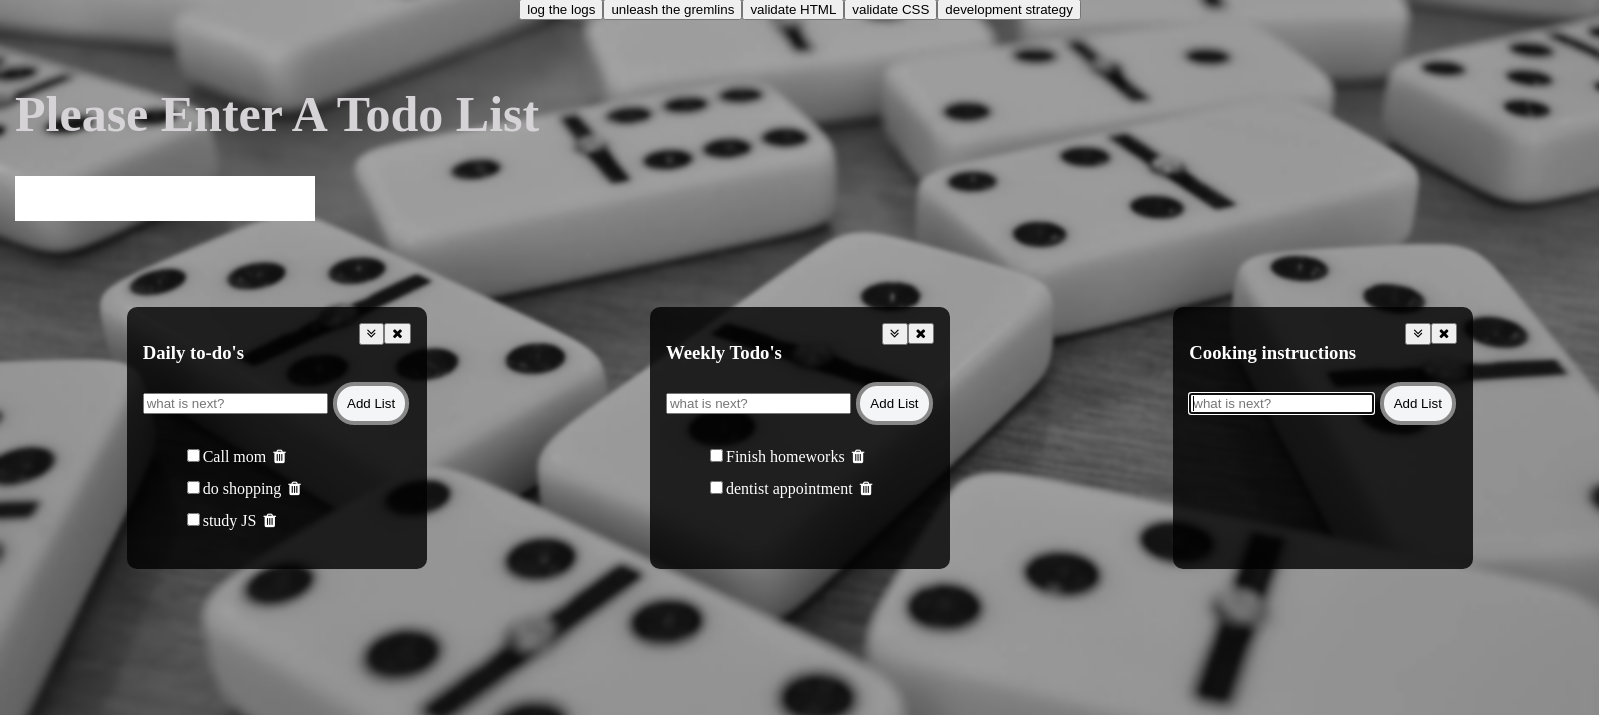 log the logs unleash the gremlins validate HTML validate CSS development strategy
Please Enter A Todo List
Daily to-do's
what is next? Add List
Call mom
do shopping
study JS
Weekly Todo's
what is next? Add List
Finish homeworks
dentist appointment
Cooking instructions
what is next? Add List